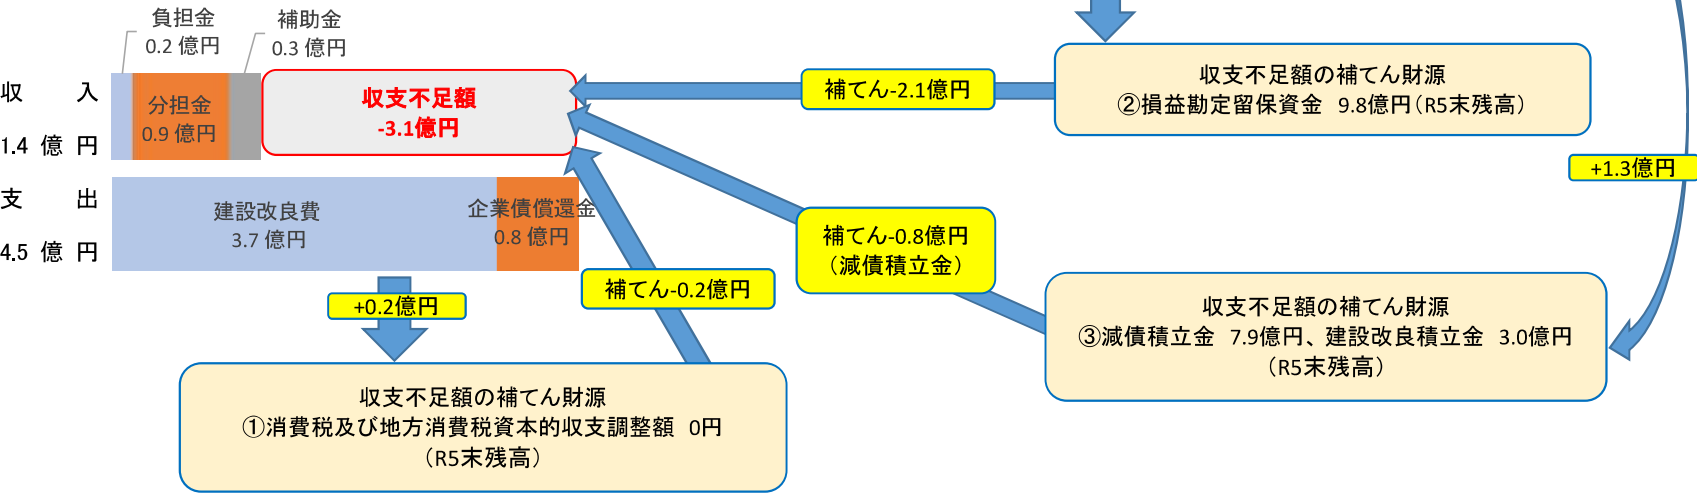 負担金
0.2 億円
補助金
0.3 億円
収　入
1.4 億 円
分担金
0.9 億円
収支不足額
-3.1億円
補てん-2.1億円
収支不足額の補てん財源
②損益勘定留保資金 9.8億円（R5末残高）
+1.3億円
支　出
4.5 億 円
建設改良費
3.7 億円
企業債償還金
0.8 億円
補てん-0.8億円
（減債積立金）
補てん-0.2億円
+0.2億円
収支不足額の補てん財源
③減債積立金 7.9億円、建設改良積立金 3.0億円
（R5末残高）
収支不足額の補てん財源
①消費税及び地方消費税資本的収支調整額 0円
（R5末残高）